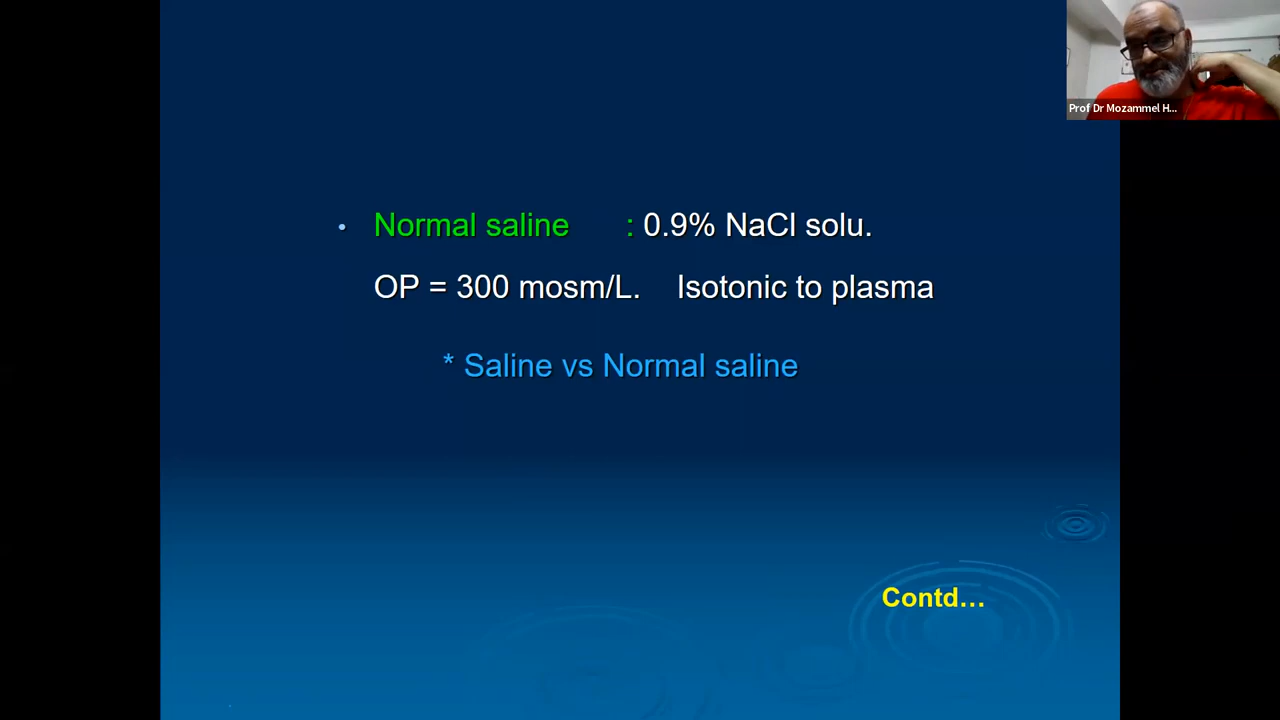 Prof Dr Mozammel H...
• Normal saline : 0.9% NaCl solu.
OP = 300 mosm/L. Isotonic to plasma
* Saline vs Normal saline
Contd…